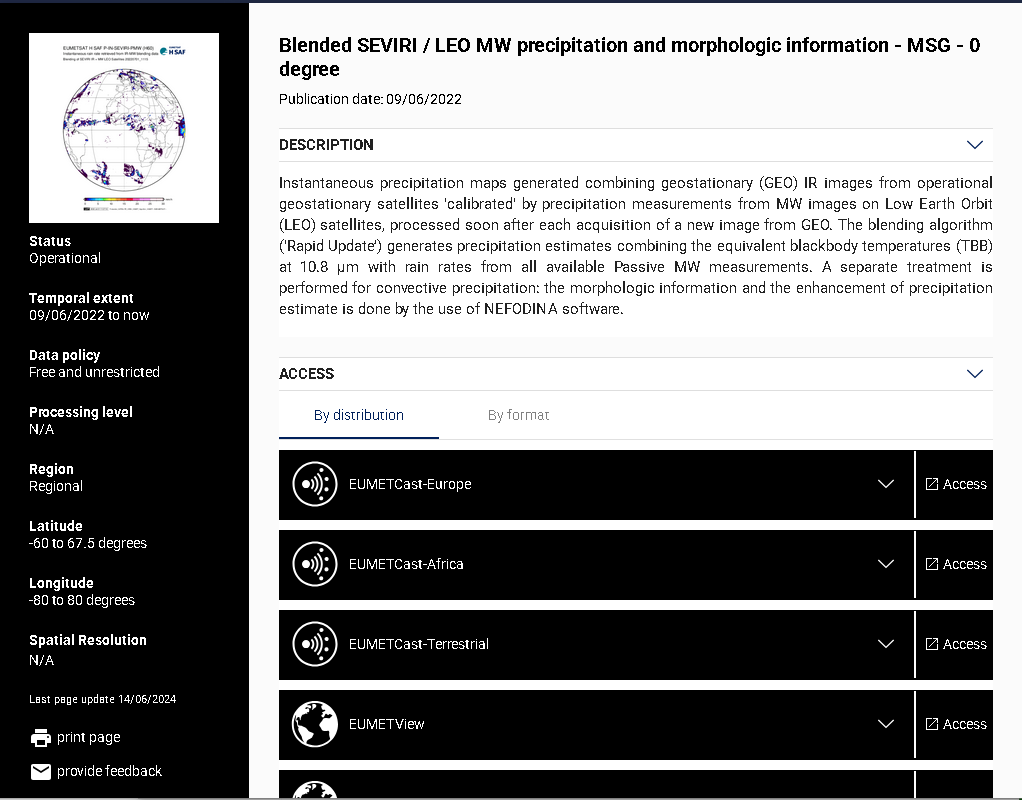 EUMETSAT H SAF P-IN-SEVIRI-PMW (H60)
H SAF
Blended SEVIRI / LEO MW precipitation and morphologic information - MSG - 0
degree
Publication date: 09/06/2022
DESCRIPTION
Instantaneous precipitation maps generated combining geostationary (GEO) IR images from operational
geostationary satellites 'calibrated' by precipitation measurements from MW images on Low Earth Orbit
(LEO) satellites, processed soon after each acquisition of a new image from GEO. The blending algorithm
('Rapid Update') generates precipitation estimates combining the equivalent blackbody temperatures (TBB)
at 10.8 µm with rain rates from all available Passive MW measurements. A separate treatment is
performed for convective precipitation: the morphologic information and the enhancement of precipitation
estimate is done by the use of NEFODINA software.
Status
Operational
Temporal extent
09/06/2022 to now
Data policy
Free and unrestricted
Processing level
N/A
Region
Regional
Latitude
-60 to 67.5 degrees
Longitude
-80 to 80 degrees
Spatial Resolution
N/A
Last page update 14/06/2024
print page
provide feedback
ACCESS
By distribution By format
EUMETCast-Europe Access
EUMETCast-Africa Access
EUMETCast-Terrestrial Access
EUMETView Access